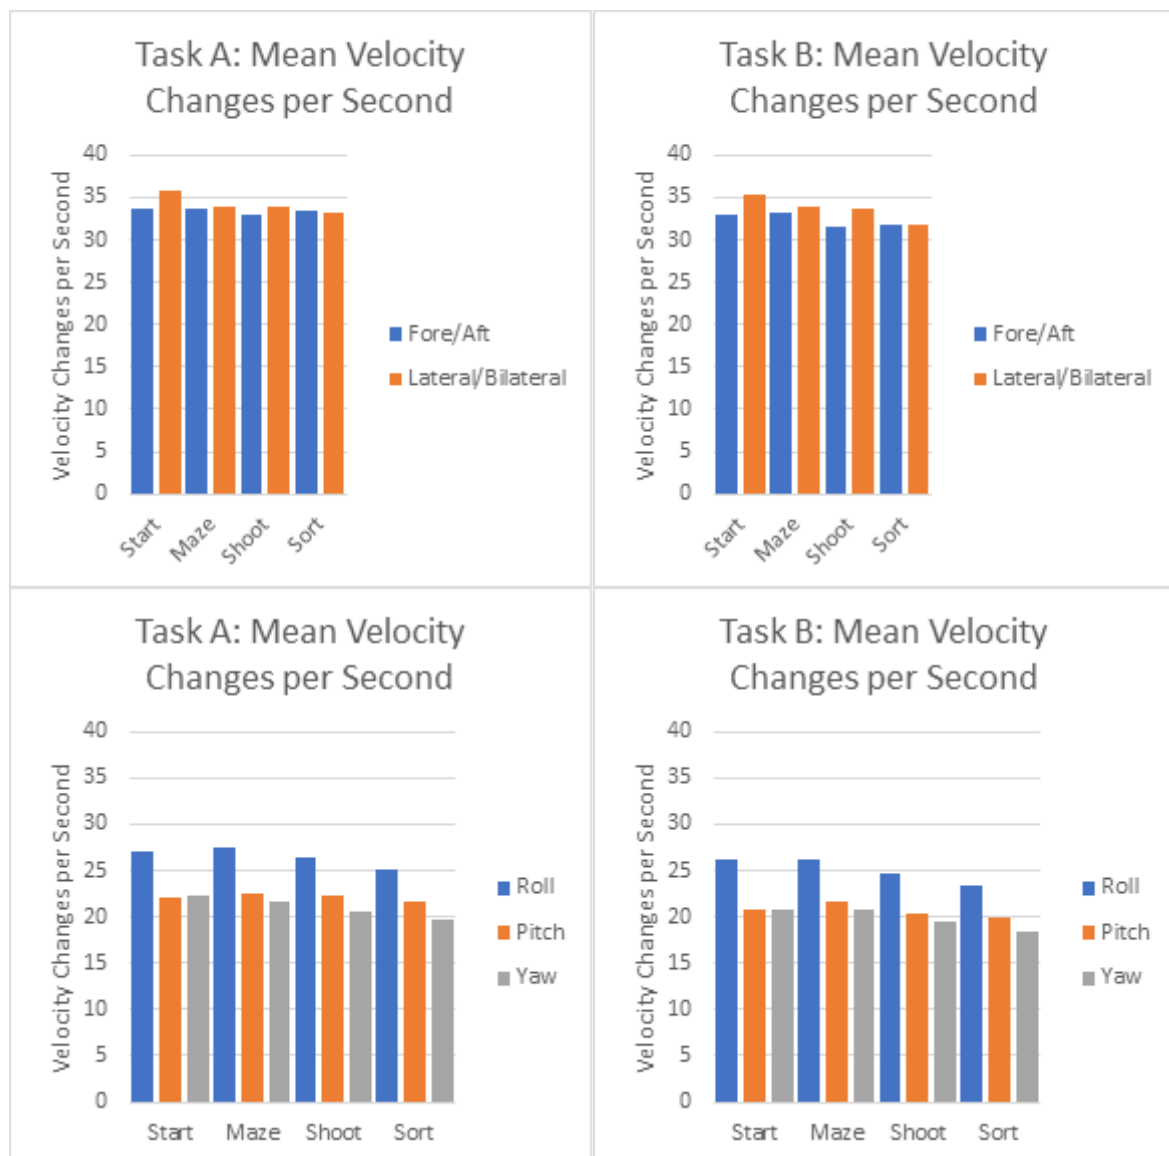 Task A: Mean Velocity
Changes per Second
Velocity Changes per Second
40
35
30
25
20
15
10
5
0
Start
Maze
Shoot
Sort
Fore/Aft
Lateral/Bilateral
Task B: Mean Velocity
Changes per Second
Velocity Changes per Second
40
35
30
25
20
15
10
5
0
Start
Maze
Shoot
Sort
Fore/Aft
Lateral/Bilateral
Task A: Mean Velocity
Changes per Second
Velocity Changes per Second
40
35
30
25
20
15
10
5
0
Start
Maze
Shoot
Sort
Roll
Pitch
Yaw
Task B: Mean Velocity
Changes per Second
Velocity Changes per Second
40
35
30
25
20
15
10
5
0
Start
Maze
Shoot
Sort
Roll
Pitch
Yaw